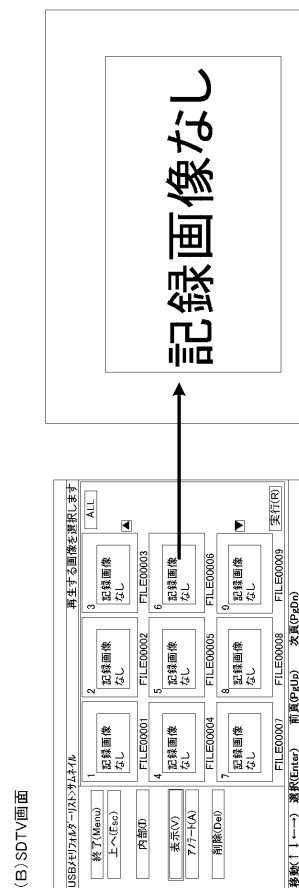 (B) SDTV画面
USBメモリフォルダーリスト>サムネイル
再生する画像を選択します
終了(Menu)
上へ(Esc)
内部(I)
表示(V)
アノテート(A)
削除(Del)
ALL
1
記録画像
なし
FILE00001
2
記録画像
なし
FILE00002
3
記録画像
なし
FILE00003
4
記録画像
なし
FILE00004
5
記録画像
なし
FILE00005
6
記録画像
なし
FILE00006
7
記録画像
なし
FILE00007
8
記録画像
なし
FILE00008
9
記録画像
なし
FILE00009
実行(R)
移動(↑↓←→) 選択(Enter) 前頁(PgUp) 次頁(PgDn)
記録画像なし